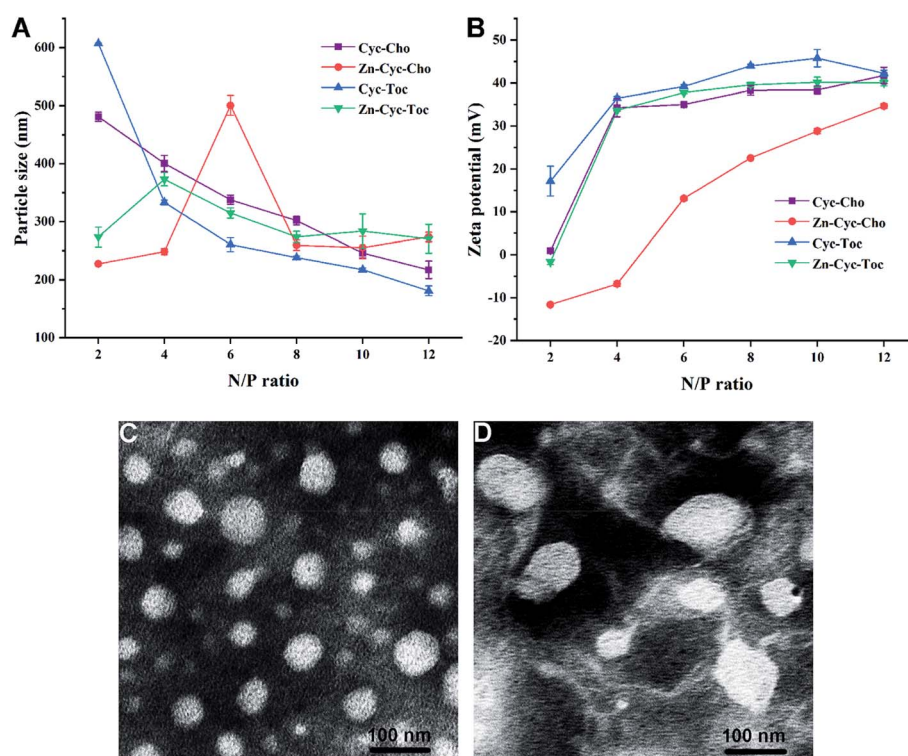 A
Cyc-Cho
Zn-Cyc-Cho
Cyc-Toc
Zn-Cyc-Toc
Particle size (nm)
600
500
400
300
200
100
2 4 6 8 10 12
N/P ratio
B
Zeta potential (mV)
50
40
30
20
10
0
-10
-20
Cyc-Cho
Zn-Cyc-Cho
Cyc-Toc
Zn-Cyc-Toc
2 4 6 8 10 12
N/P ratio
C
100 nm
D
100 nm